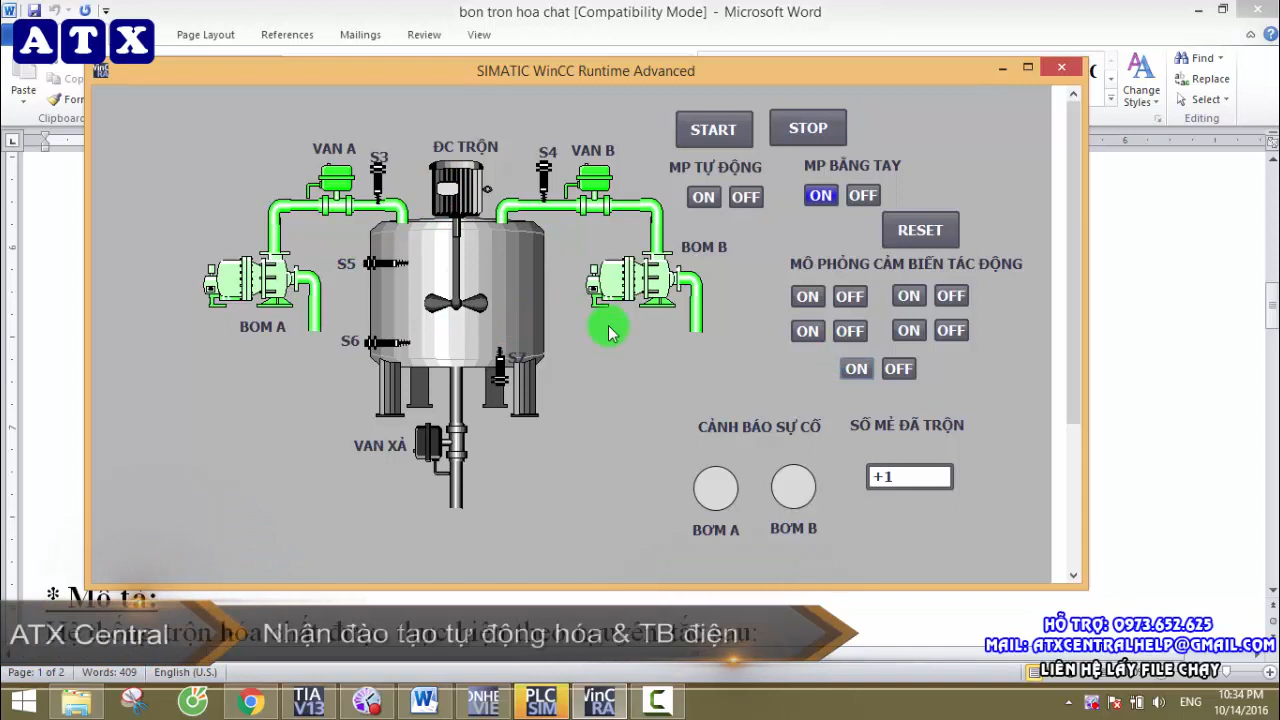 bon tron hoa chat [Compatibility Mode] - Microsoft Word
ATX
Page Layout References Mailings Review View
Paste
Clipboard
Find
Replace
Select
Change
Styles
Editing
SIMATIC WinCC Runtime Advanced
START STOP
VAN A S3 ĐC TRỘN S4 VAN B
MP TỰ ĐỘNG MP BẰNG TAY
ON OFF ON OFF
RESET
BOM B
S5
MÔ PHỎNG CẢM BIẾN TÁC ĐỘNG
ON OFF ON OFF
BOM A
ON OFF ON OFF
S6
S7
ON OFF
CẢNH BÁO SỰ CỐ SỐ MẺ ĐÃ TRỘN
VAN XẢ
+1
BƠM A BƠM B
* Mô tả:
ATX Central Nhận đào tạo tự động hóa & TB điện
HỖ TRỢ: 0973.652.625
MAIL: ATXCENTRALHELP@GMAIL.COM
LIÊN HỆ LẤY FILE CHẠY
Page: 1 of 2 Words: 409 English (U.S.)
TIA V13
PLC SIM
ENG
10:34 PM
10/14/2016